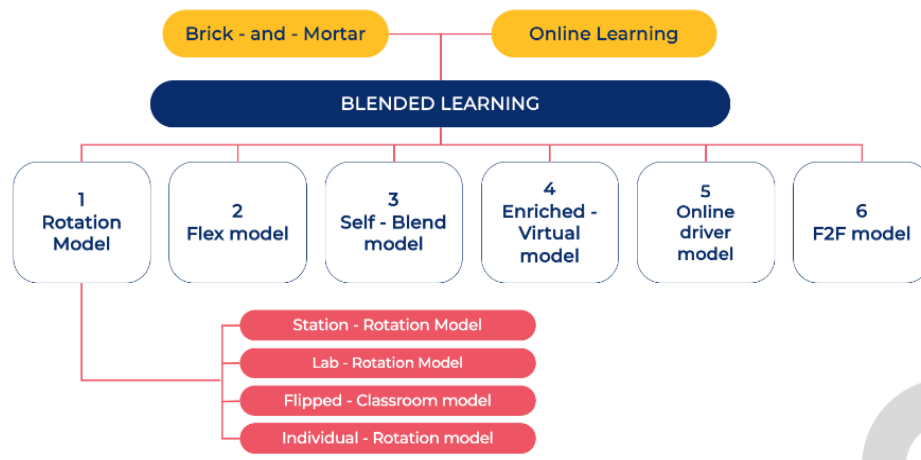 Brick - and - Mortar
Online Learning
BLENDED LEARNING
1
Rotation
Model
2
Flex model
3
Self - Blend
model
4
Enriched -
Virtual
model
5
Online
driver
model
6
F2F model
Station - Rotation Model
Lab - Rotation Model
Flipped - Classroom model
Individual - Rotation model